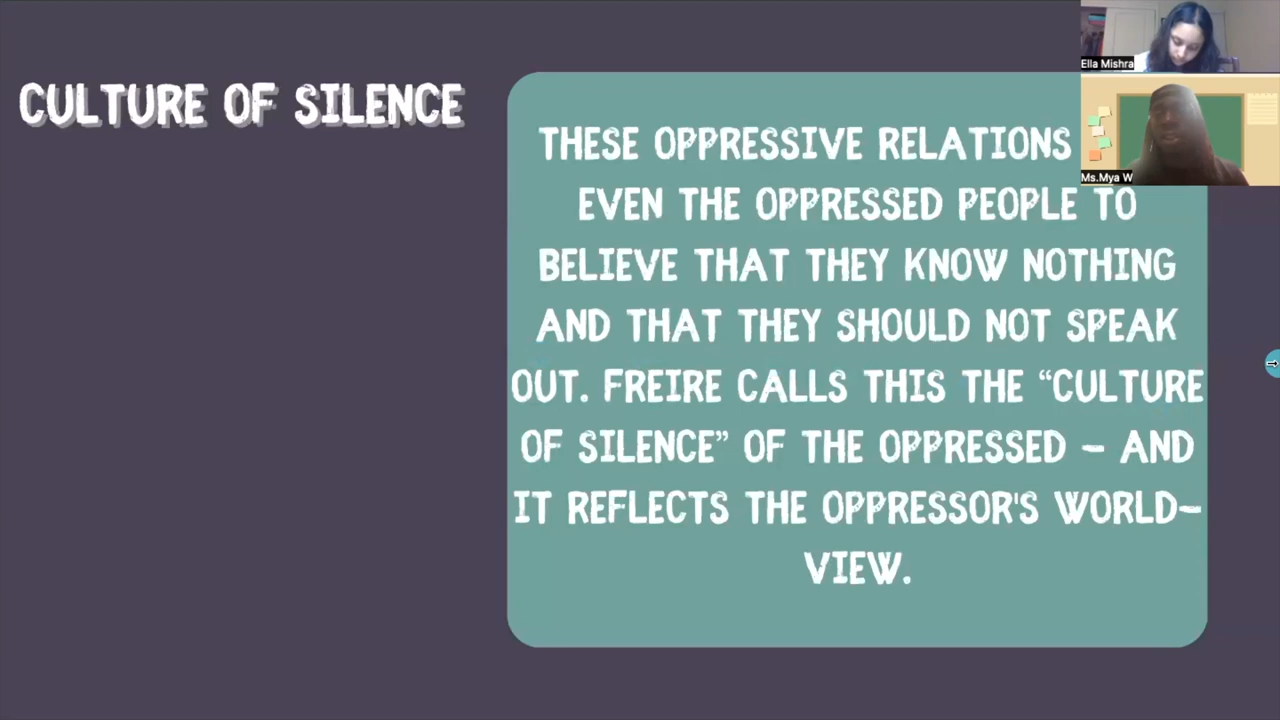 CULTURE OF SILENCE
THESE OPPRESSIVE RELATIONS
EVEN THE OPPRESSED PEOPLE TO
BELIEVE THAT THEY KNOW NOTHING
AND THAT THEY SHOULD NOT SPEAK
OUT. FREIRE CALLS THIS THE “CULTURE
OF SILENCE” OF THE OPPRESSED – AND
IT REFLECTS THE OPPRESSOR'S WORLD-
VIEW.
Ella Mishra
Ms.Mya W